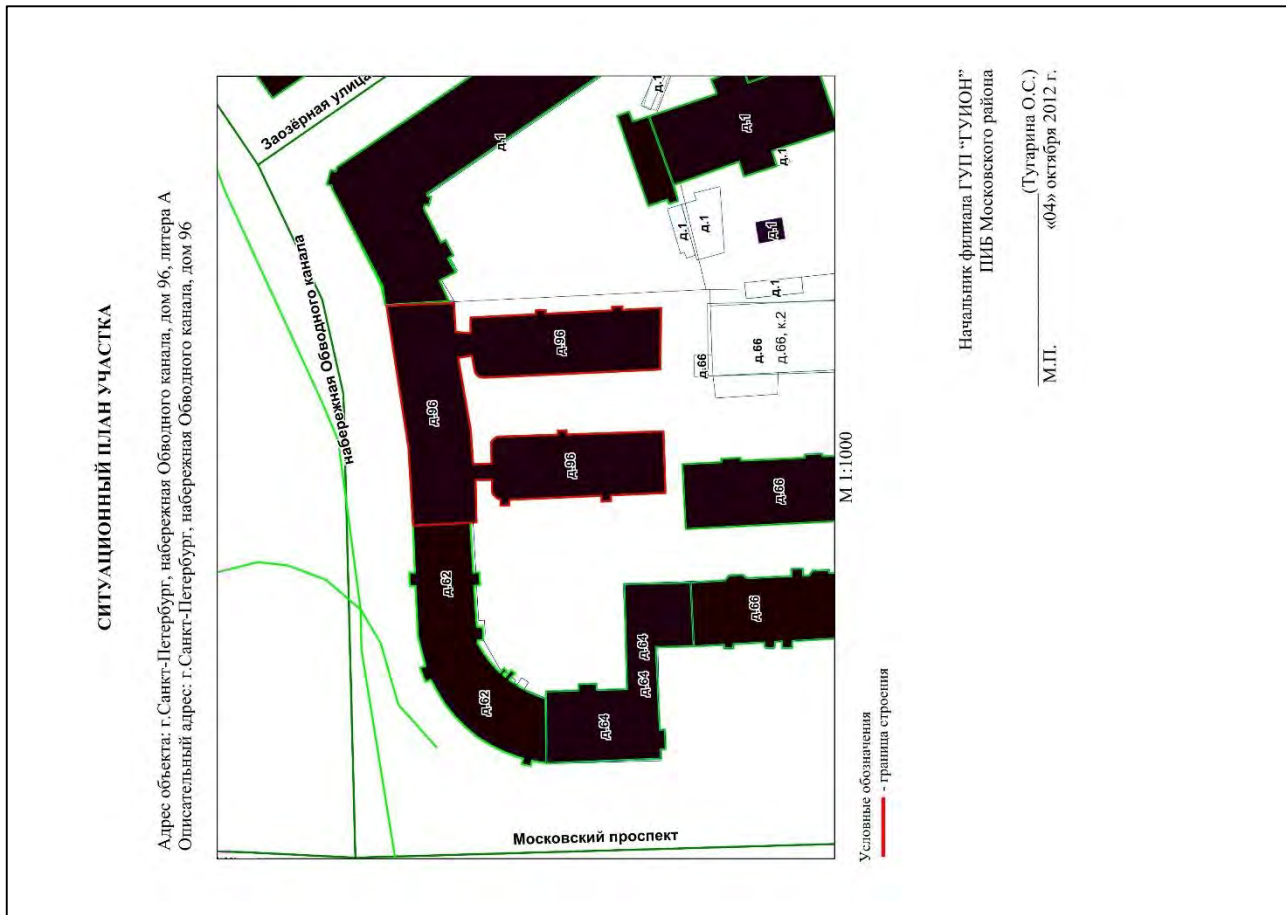 СИТУАЦИОННЫЙ ПЛАН УЧАСТКА
Адрес объекта: г.Санкт-Петербург, набережная Обводного канала, дом 96, литера А
Описательный адрес: г.Санкт-Петербург, набережная Обводного канала, дом 96
Заозёрная улица
набережная Обводного канала
Московский проспект
д.1
д.1
д.1
д.1
д.1
д.1
д.1
д.1
д.96
д.96
д.96
д.66
д.66
д.66, к.2
д.66
д.66
д.62
д.62
д.64
д.64
д.64
М 1:1000
Условные обозначения
- граница строения
Начальник филиала ГУП "ГУИОН"
ПИБ Московского района
(Тугарина О.С.)
М.П. «04» октября 2012 г.